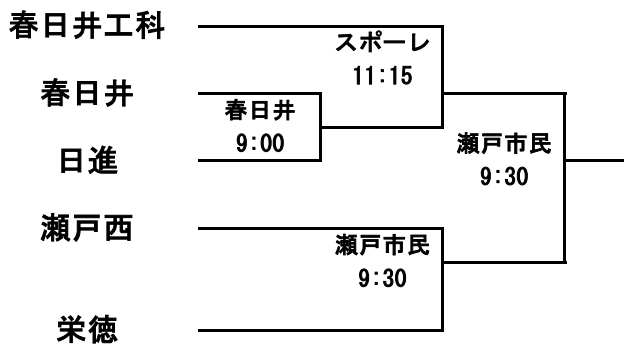 春日井工科
スポーレ
11:15
春日井
春日井
9:00
日進
瀬戸市民
9:30
瀬戸西
瀬戸市民
9:30
栄徳